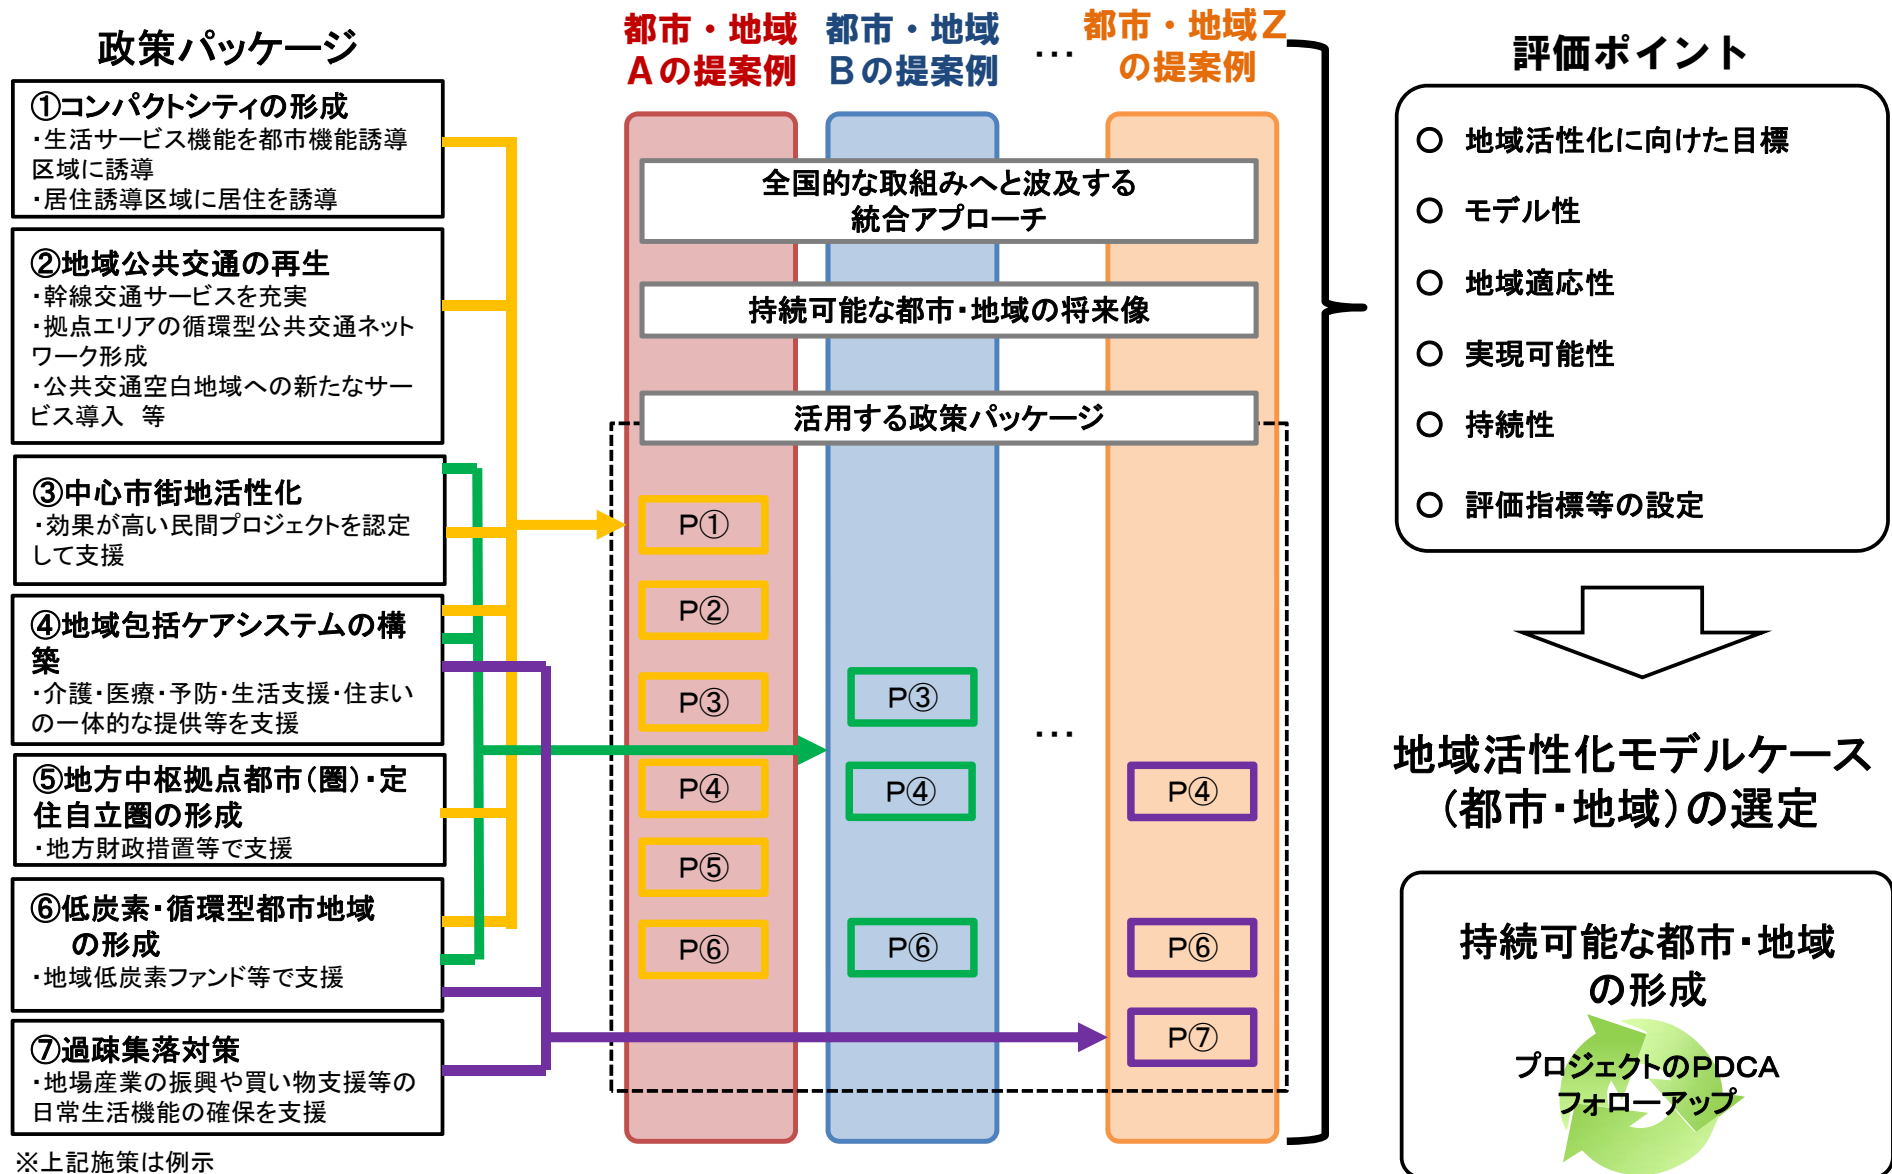 政策パッケージ
①コンパクトシティの形成
・生活サービス機能を都市機能誘導
区域に誘導
・居住誘導区域に居住を誘導
②地域公共交通の再生
・幹線交通サービスを充実
・拠点エリアの循環型公共交通ネット
ワーク形成
・公共交通空白地域への新たなサー
ビス導入　等
③中心市街地活性化
・効果が高い民間プロジェクトを認定
して支援
④地域包括ケアシステムの構
築
・介護・医療・予防・生活支援・住まい
の一体的な提供等を支援
⑤地方中枢拠点都市（圏）・定
住自立圏の形成
・地方財政措置等で支援
⑥低炭素・循環型都市地域
の形成
・地域低炭素ファンド等で支援
⑦過疎集落対策
・地場産業の振興や買い物支援等の
日常生活機能の確保を支援
※上記施策は例示
都市・地域
Ａの提案例
都市・地域
Ｂの提案例
…
都市・地域Ｚ
の提案例
全国的な取組みへと波及する
統合アプローチ
持続可能な都市・地域の将来像
活用する政策パッケージ
P①
P②
P③
P④
P⑤
P⑥
P③
P④
P⑥
…
P④
P⑥
P⑦
評価ポイント
○ 地域活性化に向けた目標
○ モデル性
○ 地域適応性
○ 実現可能性
○ 持続性
○ 評価指標等の設定
地域活性化モデルケース
（都市・地域）の選定
持続可能な都市・地域
の形成
プロジェクトのPDCA
フォローアップ